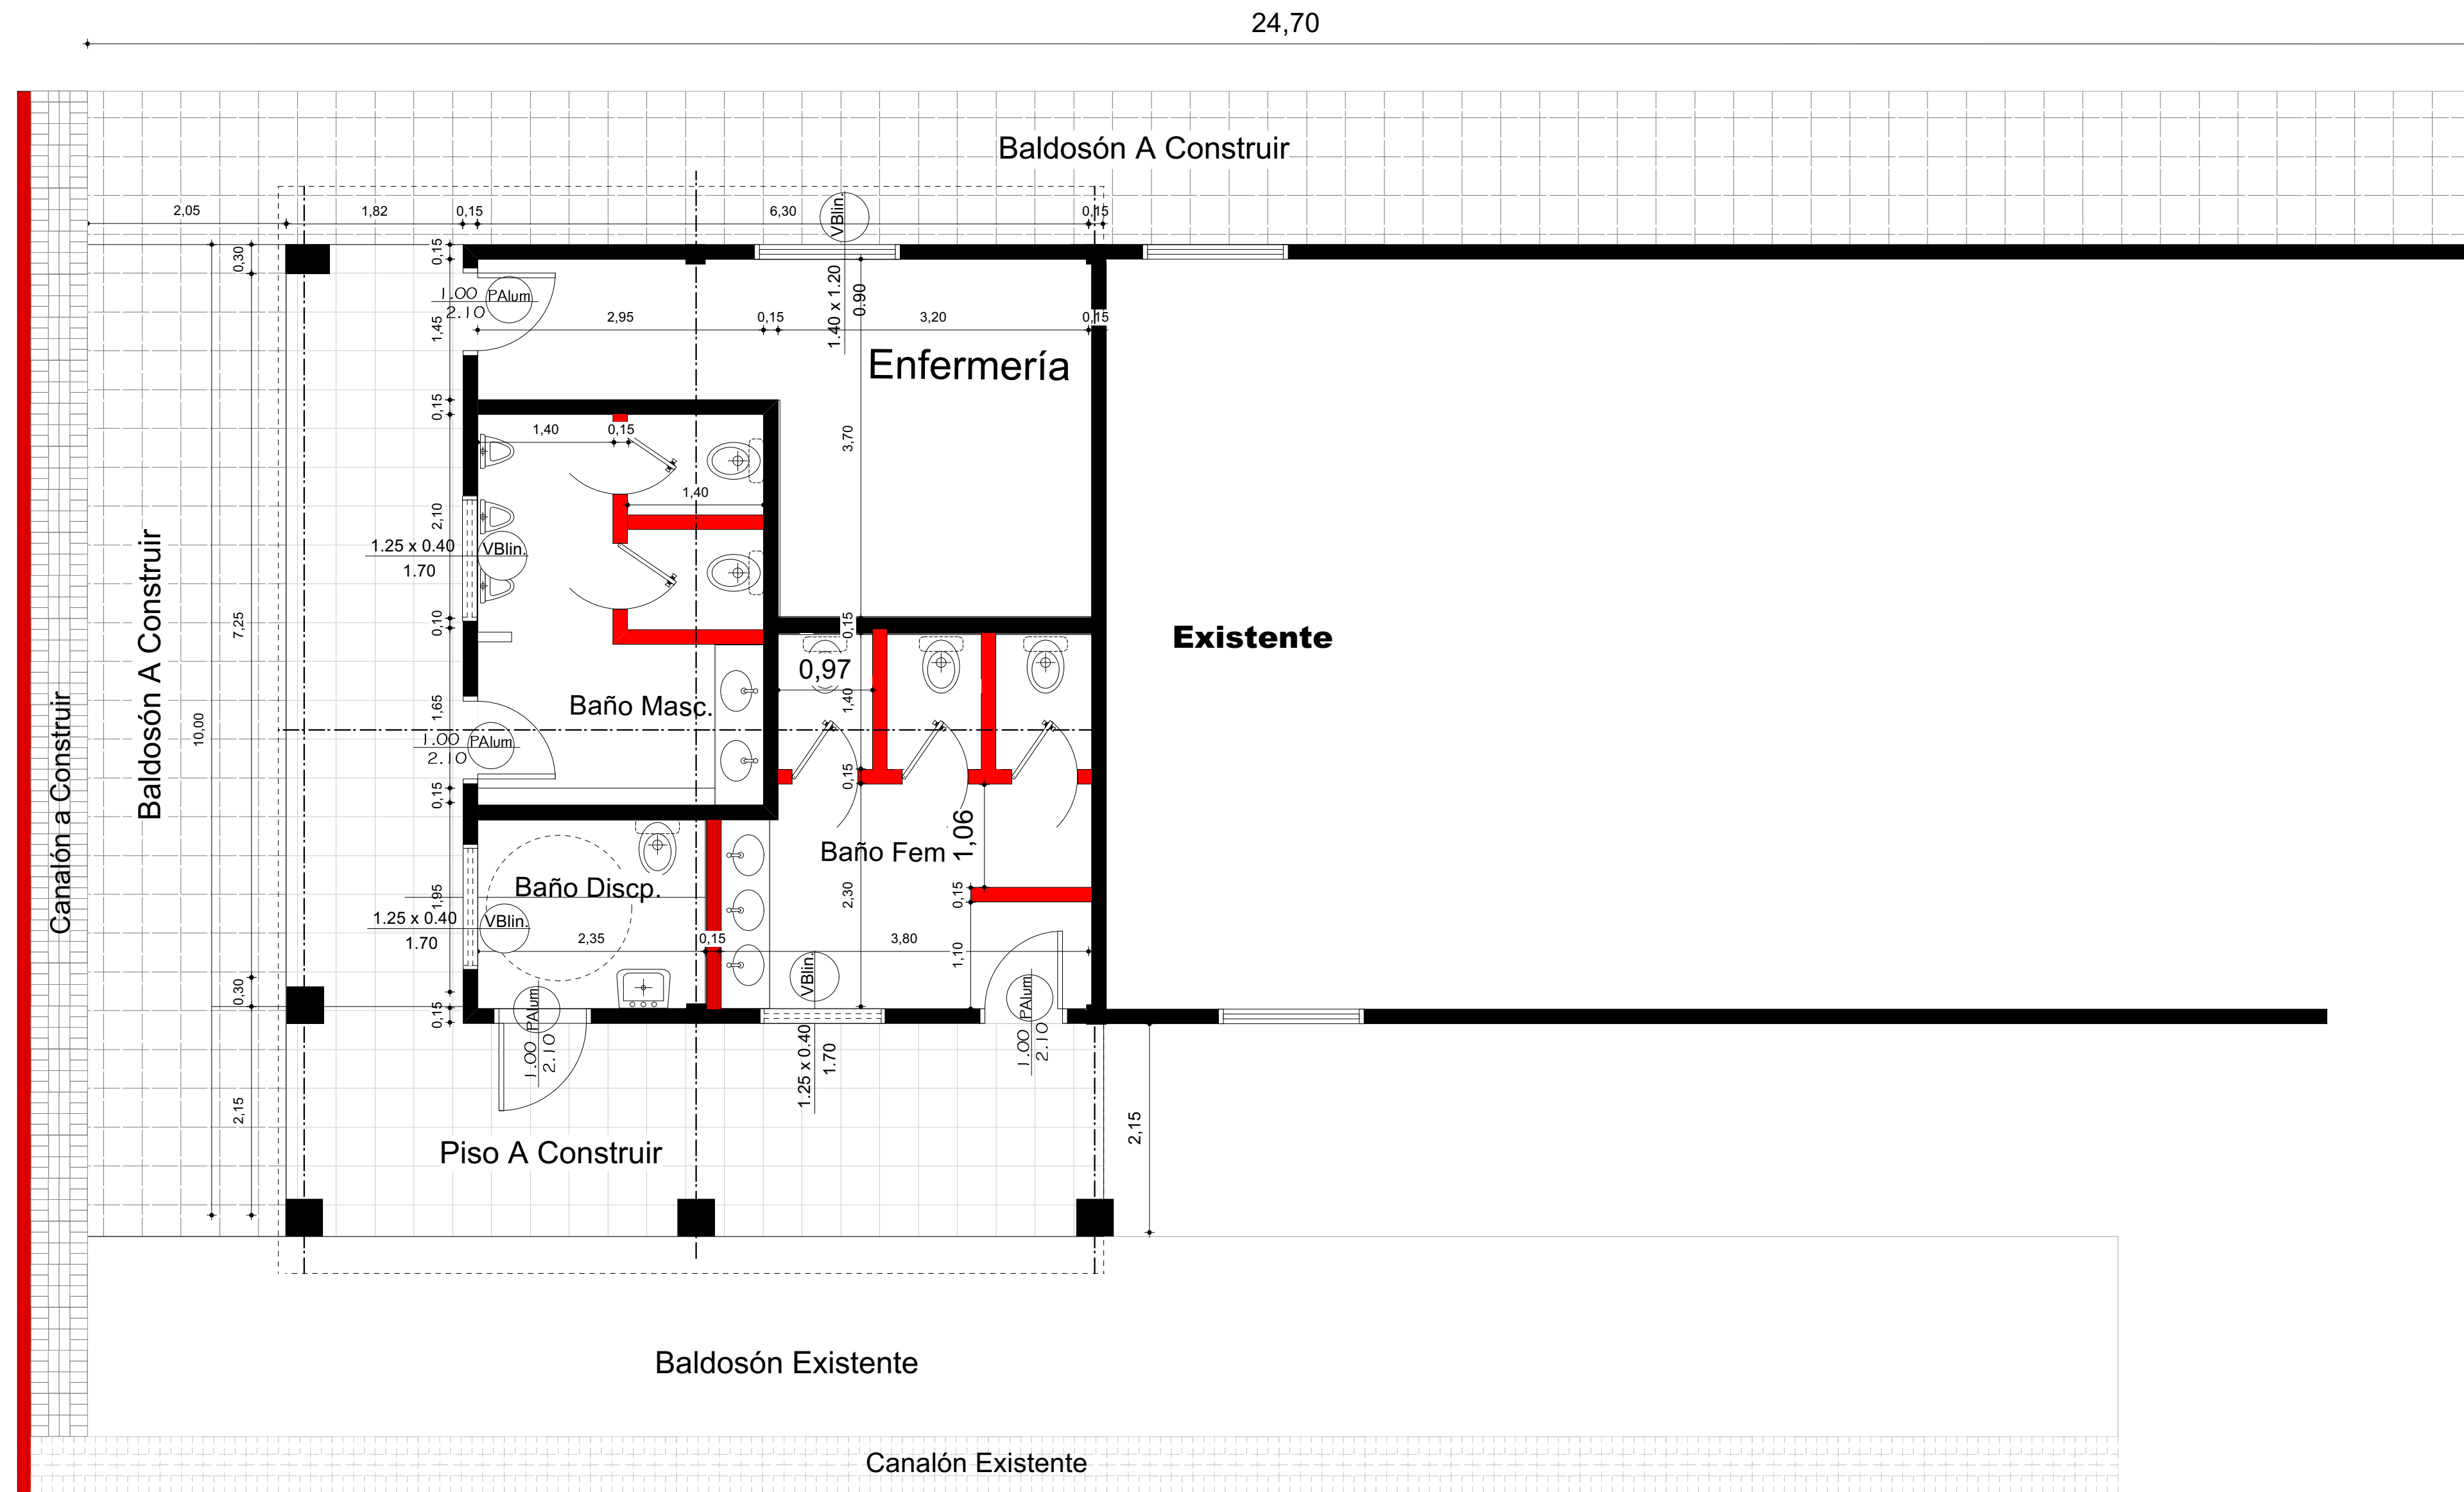 24,70
Baldosón A Construir
2,05
1,82
0,15
6,30
VBlin.
0,15
0,30
0,15
1.00 PAlum
2.10
1,45
2,95
0,15
1.40 x 1.20
0.90
3,20
0,15
Enfermería
0,15
1,40
0,15
3,70
1,40
2,10
1.25 x 0.40
VBlin.
1.70
Baldosón A Construir
7,25
0,10
0,15
Existente
0,97
1,40
Canalón a Construir
10,00
1,65
Baño Masc.
1.00 PAlum
2.10
0,15
0,15
1,06
Baño Fem
Baño Discp.
1,95
2,30
0,15
1.25 x 0.40
VBlin.
1.70
2,35
0,15
3,80
1,10
VBlin.
0,30
0,15
1.00 PAlum
2.10
1.25 x 0.40
1.70
1.00 PAlum
2.10
2,15
2,15
Piso A Construir
Baldosón Existente
Canalón Existente